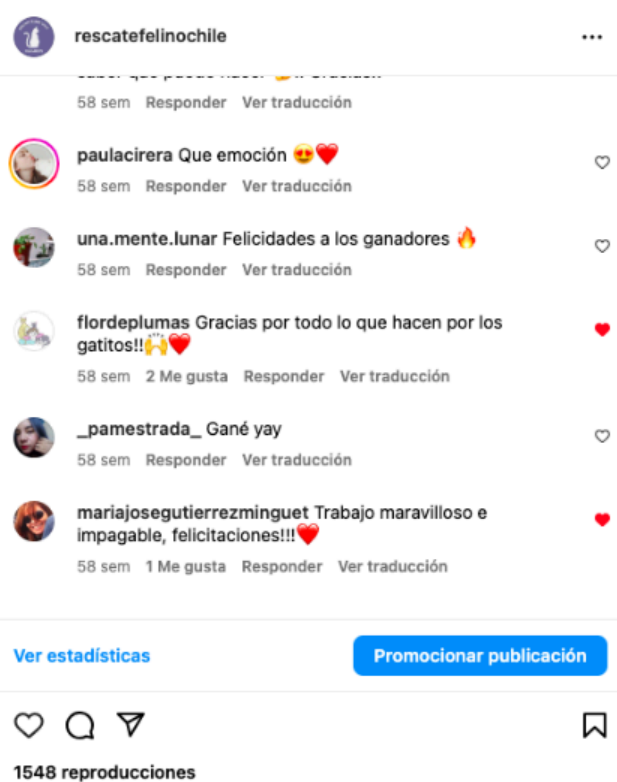 rescatefelinochile
58 sem Responder Ver traducción
paulacirera Que emoción 😍❤️
58 sem Responder Ver traducción
una.mente.lunar Felicidades a los ganadores 🔥
58 sem Responder Ver traducción
flordeplumas Gracias por todo lo que hacen por los
gatitos!!🙌❤️
58 sem 2 Me gusta Responder Ver traducción
_pamestrada_ Gané yay
58 sem Responder Ver traducción
mariajosegutierrezminguet Trabajo maravilloso e
impagable, felicitaciones!!!❤️
58 sem 1 Me gusta Responder Ver traducción
Ver estadísticas
Promocionar publicación
1548 reproducciones